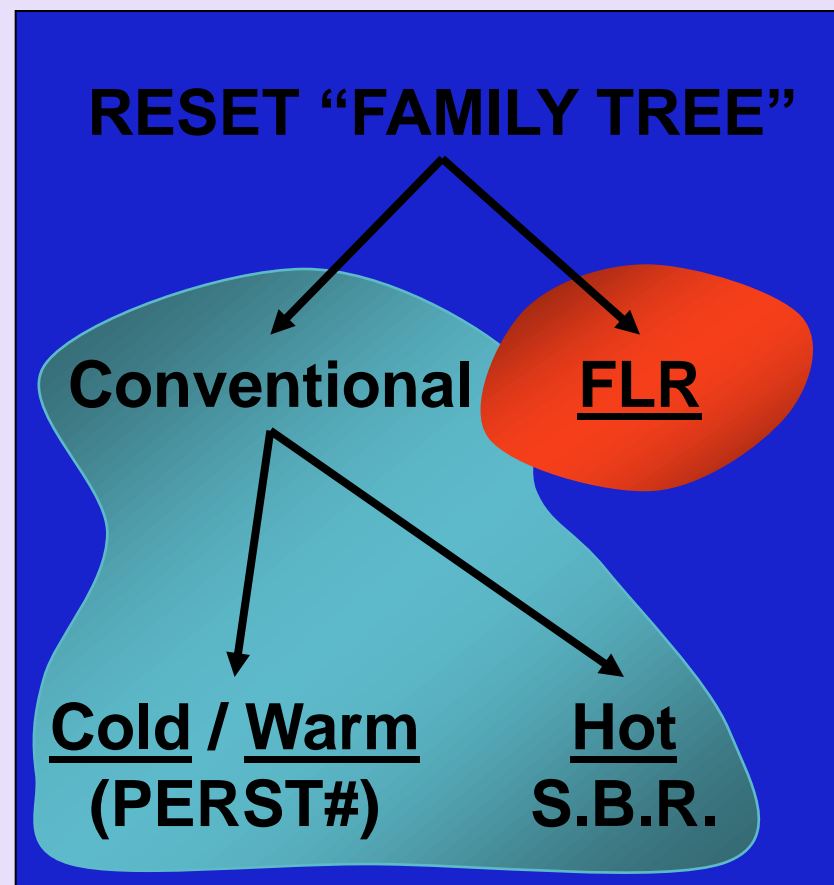 RESET “FAMILY TREE”
Conventional
FLR
Cold / Warm
(PERST#)
Hot
S.B.R.